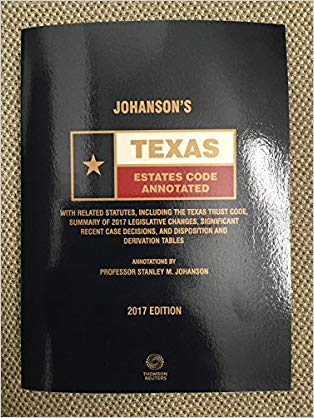 JOHANSON'S
TEXAS
ESTATES CODE
ANNOTATED
WITH RELATED STATUTES, INCLUDING THE TEXAS TRUST CODE,
SUMMARY OF 2017 LEGISLATIVE CHANGES, SIGNIFICANT
RECENT CASE DECISIONS, AND DISPOSITION AND
DERIVATION TABLES
ANNOTATIONS BY
PROFESSOR STANLEY M. JOHANSON
2017 EDITION
THOMSON
REUTERS